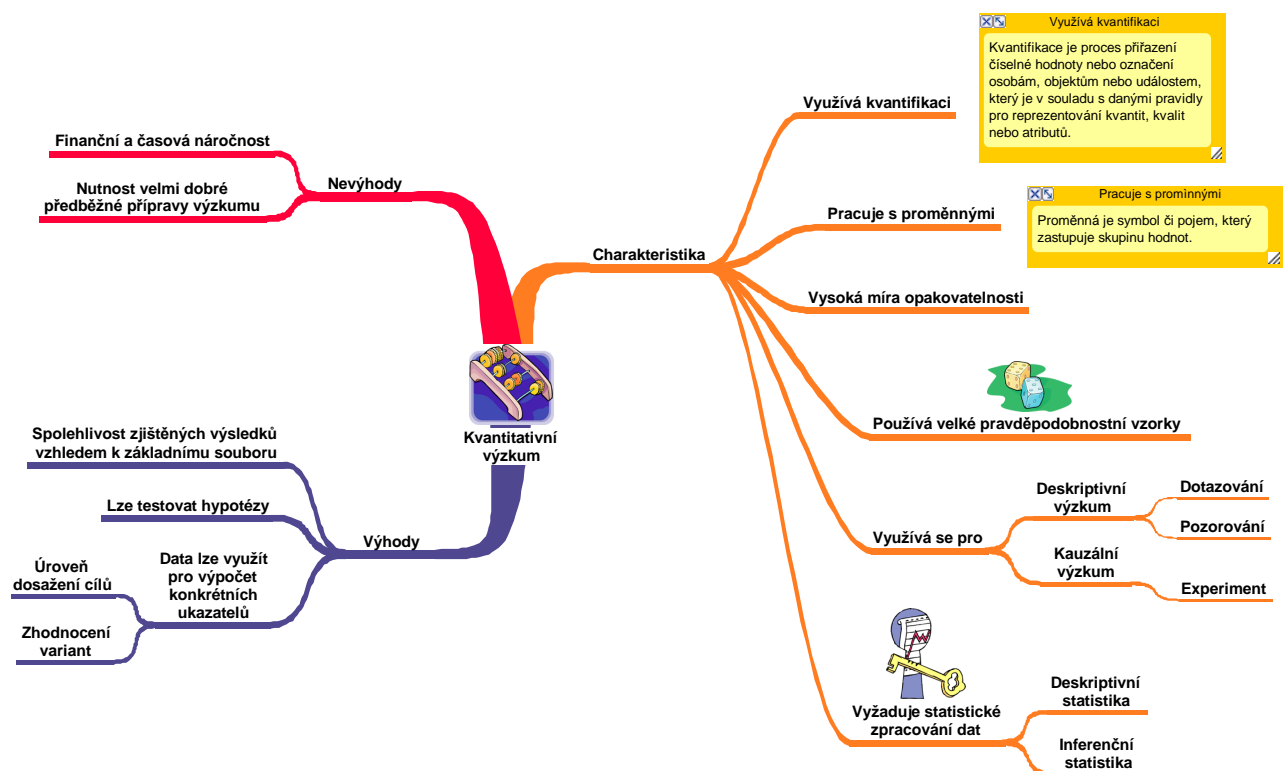 Kvantitativní
výzkum
Nevýhody
Finanční a časová náročnost
Nutnost velmi dobré
předběžné přípravy výzkumu
Výhody
Spolehlivost zjištěných výsledků
vzhledem k základnímu souboru
Lze testovat hypotézy
Data lze využít
pro výpočet
konkrétních
ukazatelů
Úroveň
dosažení cílů
Zhodnocení
variant
Charakteristika
Využívá kvantifikaci
Využívá kvantifikaci
Kvantifikace je proces přiřazení
číselné hodnoty nebo označení
osobám, objektům nebo událostem,
který je v souladu s danými pravidly
pro reprezentování kvantit, kvalit
nebo atributů.
Pracuje s proměnnými
Pracuje s promìnnými
Proměnná je symbol či pojem, který
zastupuje skupinu hodnot.
Vysoká míra opakovatelnosti
Používá velké pravděpodobnostní vzorky
Využívá se pro
Deskriptivní
výzkum
Dotazování
Pozorování
Kauzální
výzkum
Experiment
Vyžaduje statistické
zpracování dat
Deskriptivní
statistika
Inferenční
statistika